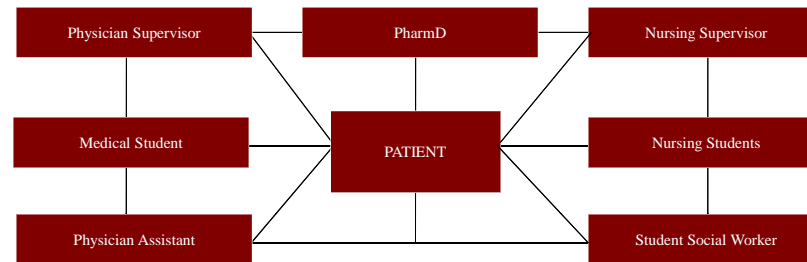 Physician Supervisor
PharmD
Nursing Supervisor
Medical Student
PATIENT
Nursing Students
Physician Assistant
Student Social Worker